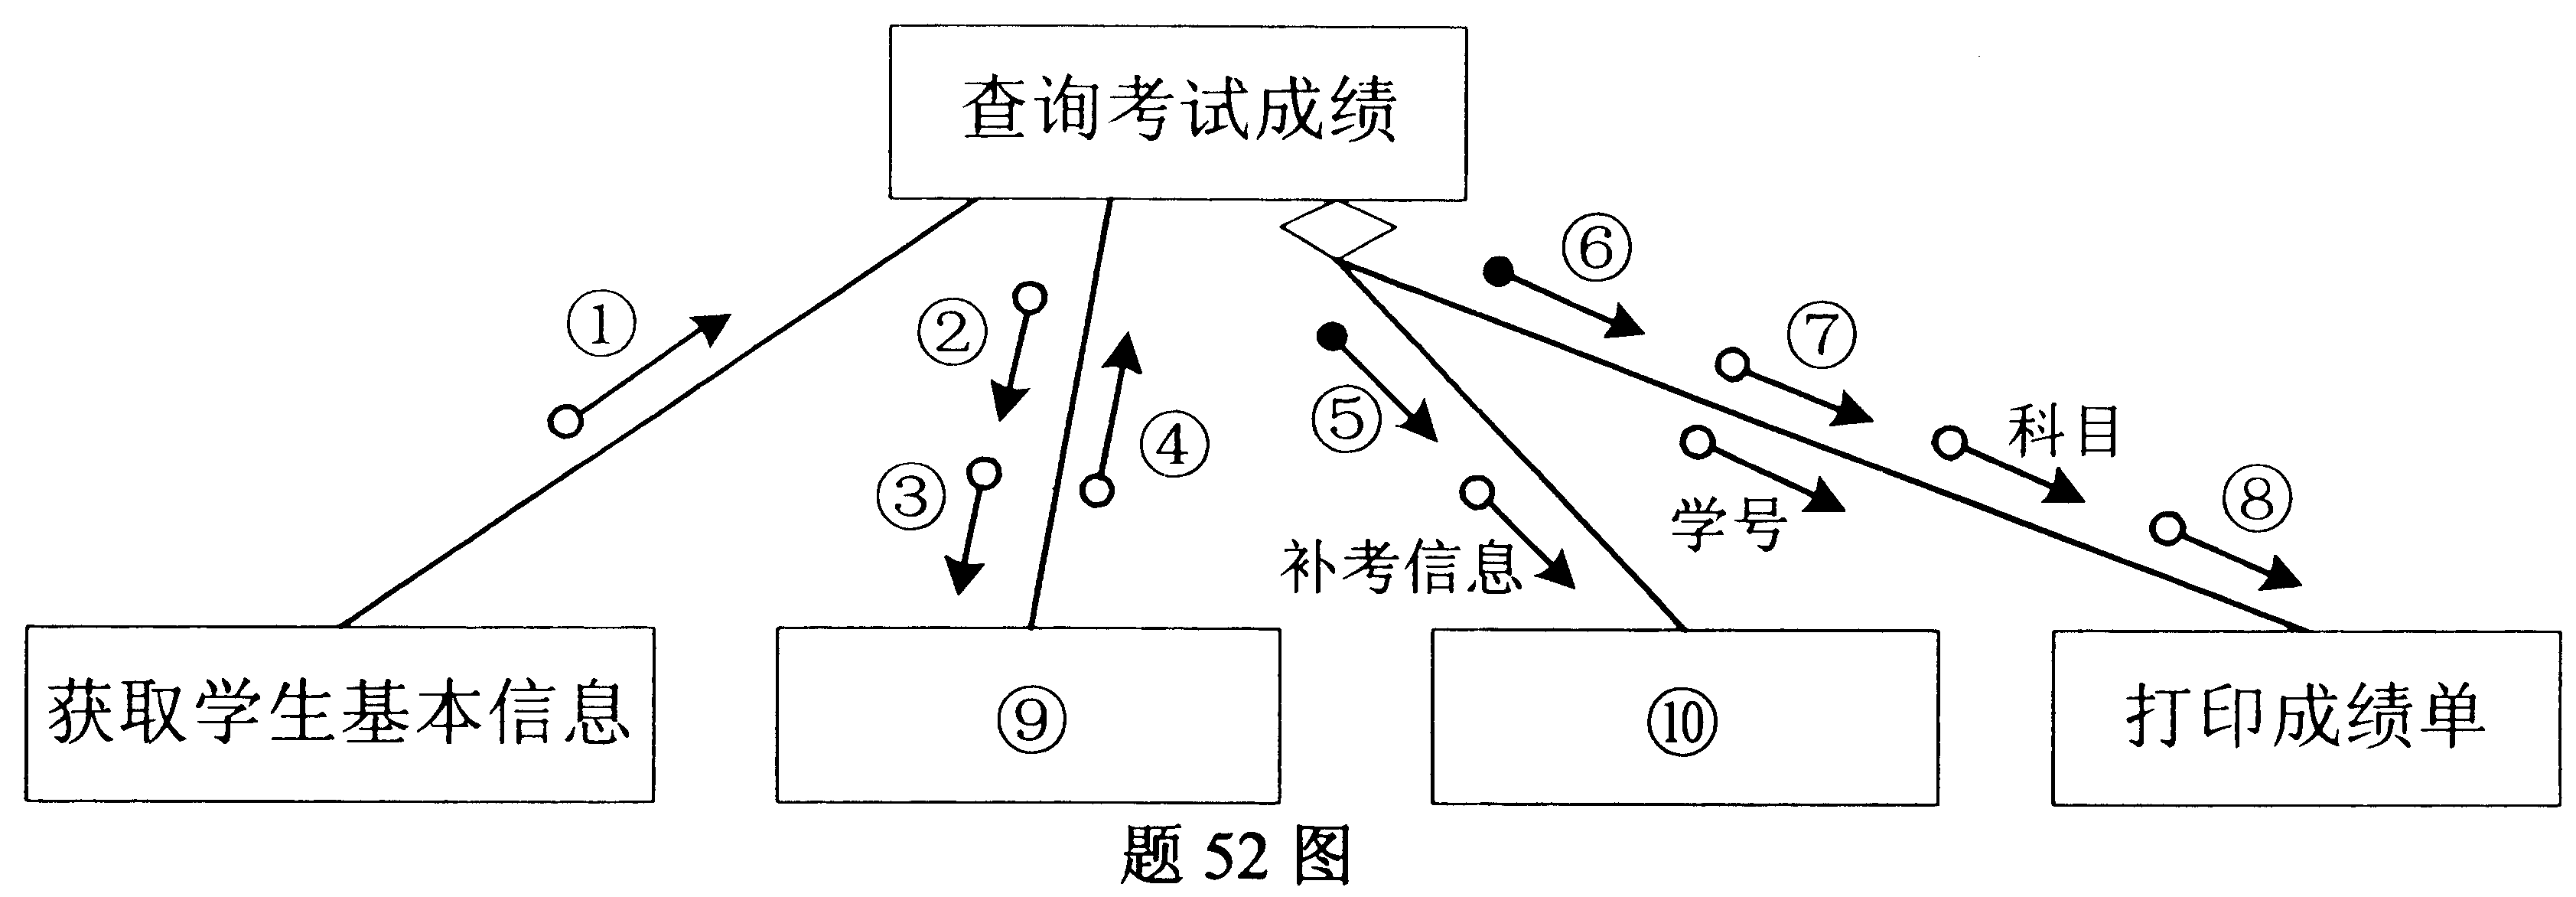 查询考试成绩
①
②
③
④
⑤
⑥
⑦
⑧
科目
学号
补考信息
获取学生基本信息
⑨
⑩
打印成绩单
题 52 图